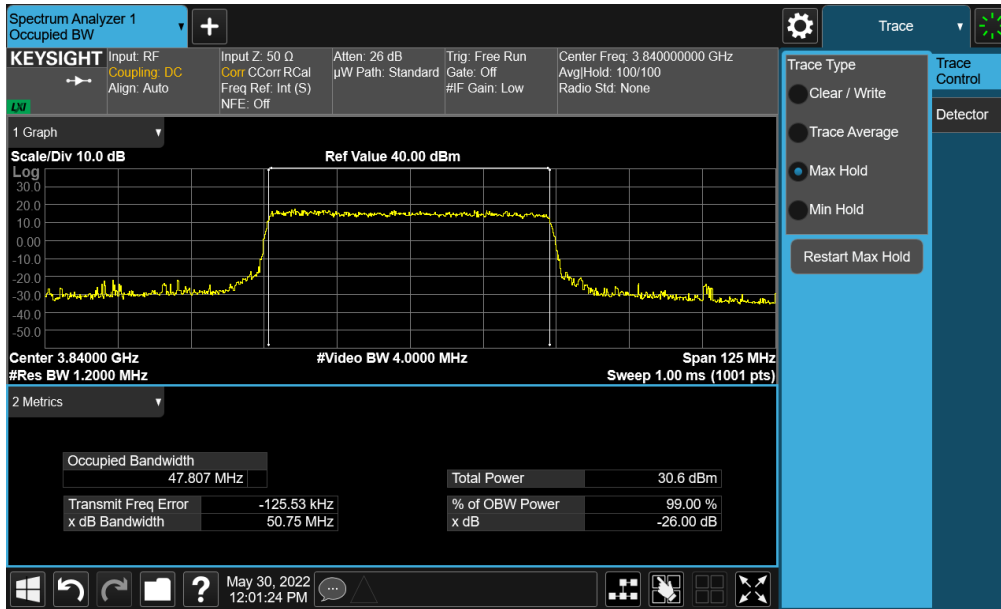 Spectrum Analyzer 1
Occupied BW
Trace
KEYSIGHT
LXI
Input: RF
Coupling: DC
Align: Auto
Input Z: 50 Ω
Corr CCorr RCal
Freq Ref: Int (S)
NFE: Off
Atten: 26 dB
µW Path: Standard
Trig: Free Run
Gate: Off
#IF Gain: Low
Center Freq: 3.840000000 GHz
Avg|Hold: 100/100
Radio Std: None
Trace Type
Clear / Write
Trace Average
Max Hold
Min Hold
Restart Max Hold
Trace
Control
Detector
1 Graph
Scale/Div 10.0 dB
Ref Value 40.00 dBm
Log
30.0
20.0
10.0
0.00
-10.0
-20.0
-30.0
-40.0
-50.0
Center 3.84000 GHz
#Video BW 4.0000 MHz
Span 125 MHz
#Res BW 1.2000 MHz
Sweep 1.00 ms (1001 pts)
2 Metrics
Occupied Bandwidth
47.807 MHz
Total Power 30.6 dBm
Transmit Freq Error -125.53 kHz
% of OBW Power 99.00 %
x dB Bandwidth 50.75 MHz
x dB -26.00 dB
?
May 30, 2022
12:01:24 PM